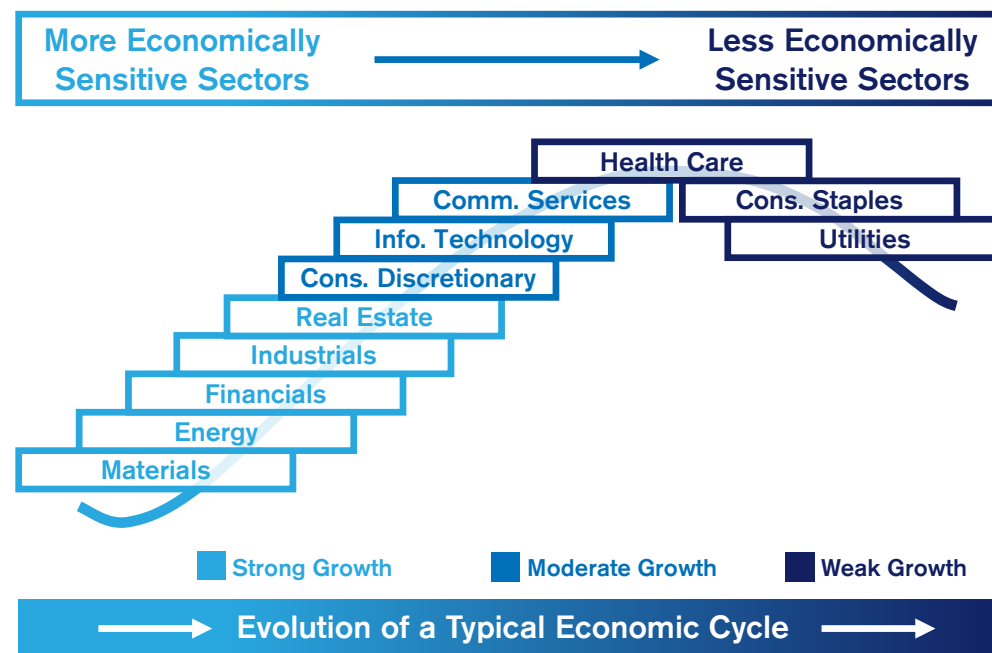 More Economically
Sensitive Sectors
Less Economically
Sensitive Sectors
Health Care
Comm. Services
Cons. Staples
Info. Technology
Utilities
Cons. Discretionary
Real Estate
Industrials
Financials
Energy
Materials
Strong Growth
Moderate Growth
Weak Growth
Evolution of a Typical Economic Cycle